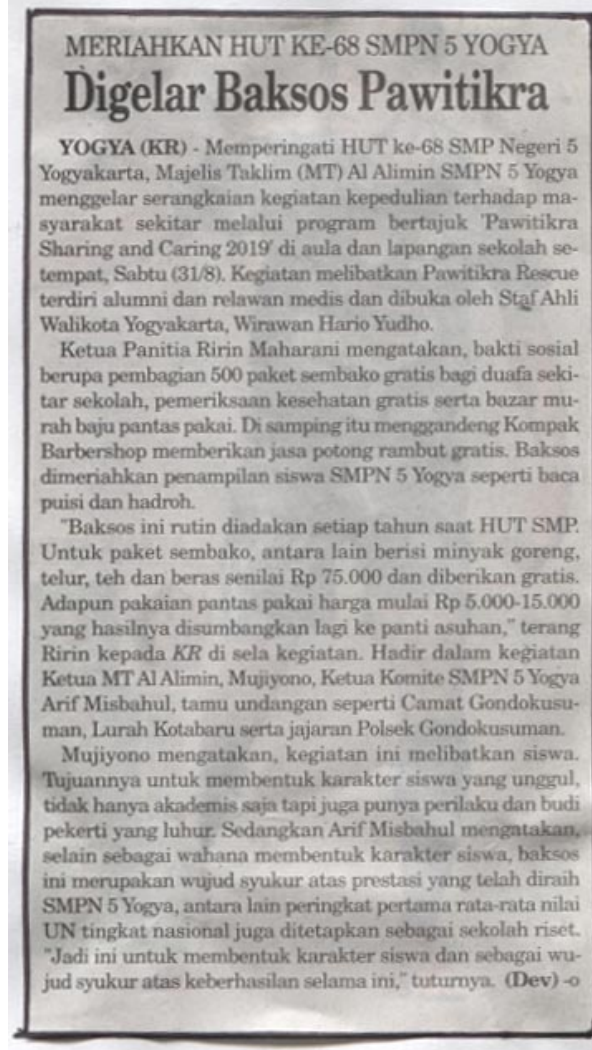 MERIAHKAN HUT KE-68 SMPN 5 YOGYA
Digelar Baksos Pawitikra
YOGYA (KR) - Memperingati HUT ke-68 SMP Negeri 5
Yogyakarta, Majelis Taklim (MT) Al Alimin SMPN 5 Yogya
menggelar serangkaian kegiatan kepedulian terhadap ma-
syarakat sekitar melalui program bertajuk 'Pawitikra
Sharing and Caring 2019' di aula dan lapangan sekolah se-
tempat, Sabtu (31/8). Kegiatan melibatkan Pawitikra Rescue
terdiri alumni dan relawan medis dan dibuka oleh Staf Ahli
Walikota Yogyakarta, Wirawan Hario Yudho.
Ketua Panitia Ririn Maharani mengatakan, bakti sosial
berupa pembagian 500 paket sembako gratis bagi duafa seki-
tar sekolah, pemeriksaan kesehatan gratis serta bazar mu-
rah baju pantas pakai. Di samping itu menggandeng Kompak
Barbershop memberikan jasa potong rambut gratis. Baksos
dimeriahkan penampilan siswa SMPN 5 Yogya seperti baca
puisi dan hadroh.
"Baksos ini rutin diadakan setiap tahun saat HUT SMP.
Untuk paket sembako, antara lain berisi minyak goreng,
telur, teh dan beras senilai Rp 75.000 dan diberikan gratis.
Adapun pakaian pantas pakai harga mulai Rp 5.000-15.000
yang hasilnya disumbangkan lagi ke panti asuhan," terang
Ririn kepada KR di sela kegiatan. Hadir dalam kegiatan
Ketua MT Al Alimin, Mujiyono, Ketua Komite SMPN 5 Yogya
Arif Misbahul, tamu undangan seperti Camat Gondokusu-
man, Lurah Kotabaru serta jajaran Polsek Gondokusuman.
Mujiyono mengatakan, kegiatan ini melibatkan siswa.
Tujuannya untuk membentuk karakter siswa yang unggul,
tidak hanya akademis saja tapi juga punya perilaku dan budi
pekerti yang luhur. Sedangkan Arif Misbahul mengatakan,
selain sebagai wahana membentuk karakter siswa, baksos
ini merupakan wujud syukur atas prestasi yang telah diraih
SMPN 5 Yogya, antara lain peringkat pertama rata-rata nilai
UN tingkat nasional juga ditetapkan sebagai sekolah riset.
"Jadi ini untuk membentuk karakter siswa dan sebagai wu-
jud syukur atas keberhasilan selama ini," tuturnya. (Dev) -o